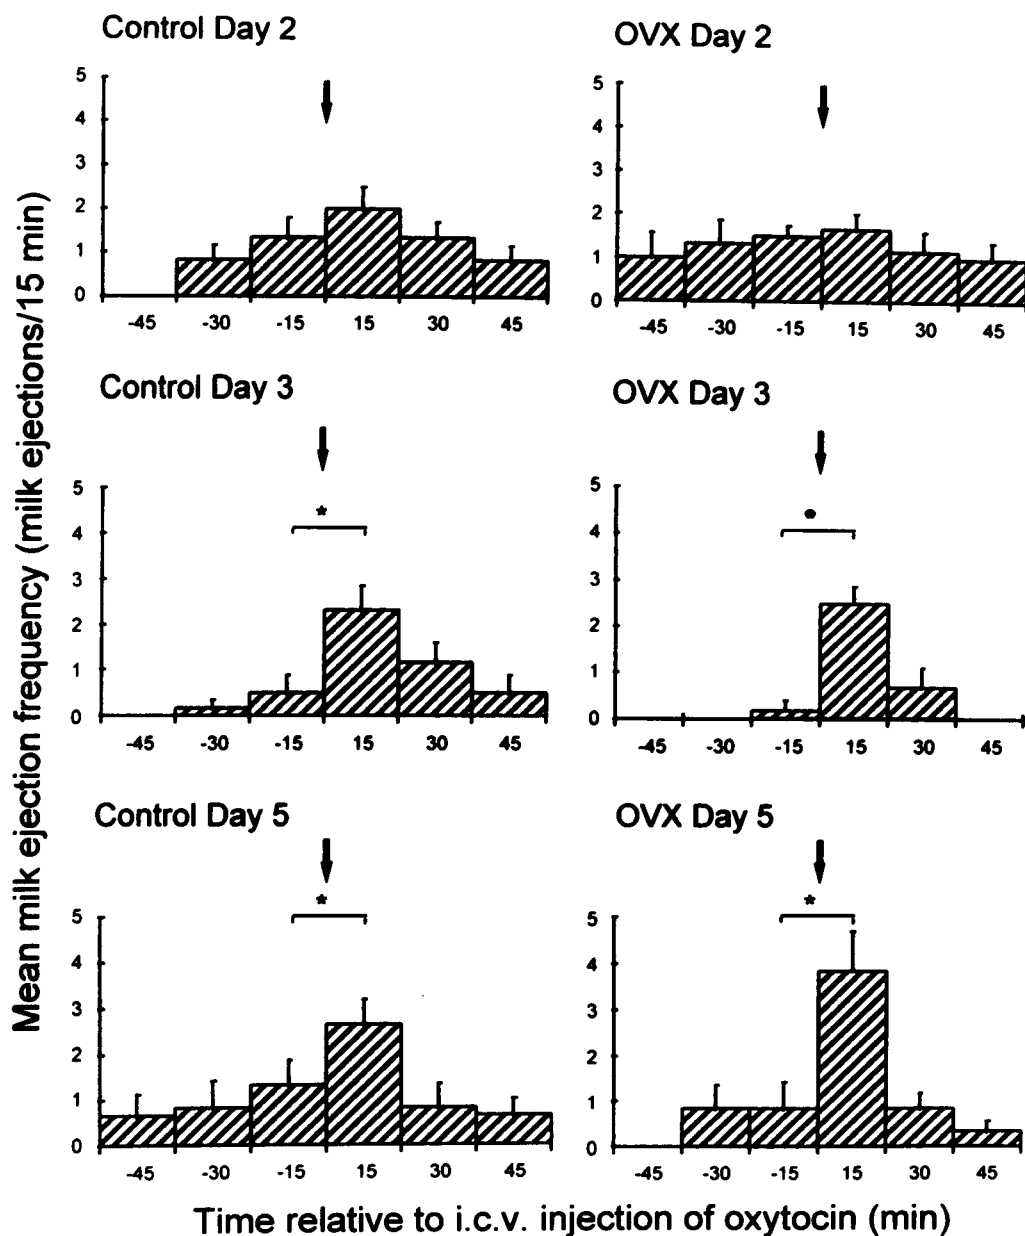 Control Day 2
OVX Day 2
Mean milk ejection frequency (milk ejections/15 min)
5
4
3
2
1
0
-45 -30 -15 15 30 45
5
4
3
2
1
0
-45 -30 -15 15 30 45
Control Day 3
OVX Day 3
*
5
4
3
2
1
0
-45 -30 -15 15 30 45
5
4
3
2
1
0
-45 -30 -15 15 30 45
Control Day 5
OVX Day 5
*
5
4
3
2
1
0
-45 -30 -15 15 30 45
*
5
4
3
2
1
0
-45 -30 -15 15 30 45
Time relative to i.c.v. injection of oxytocin (min)